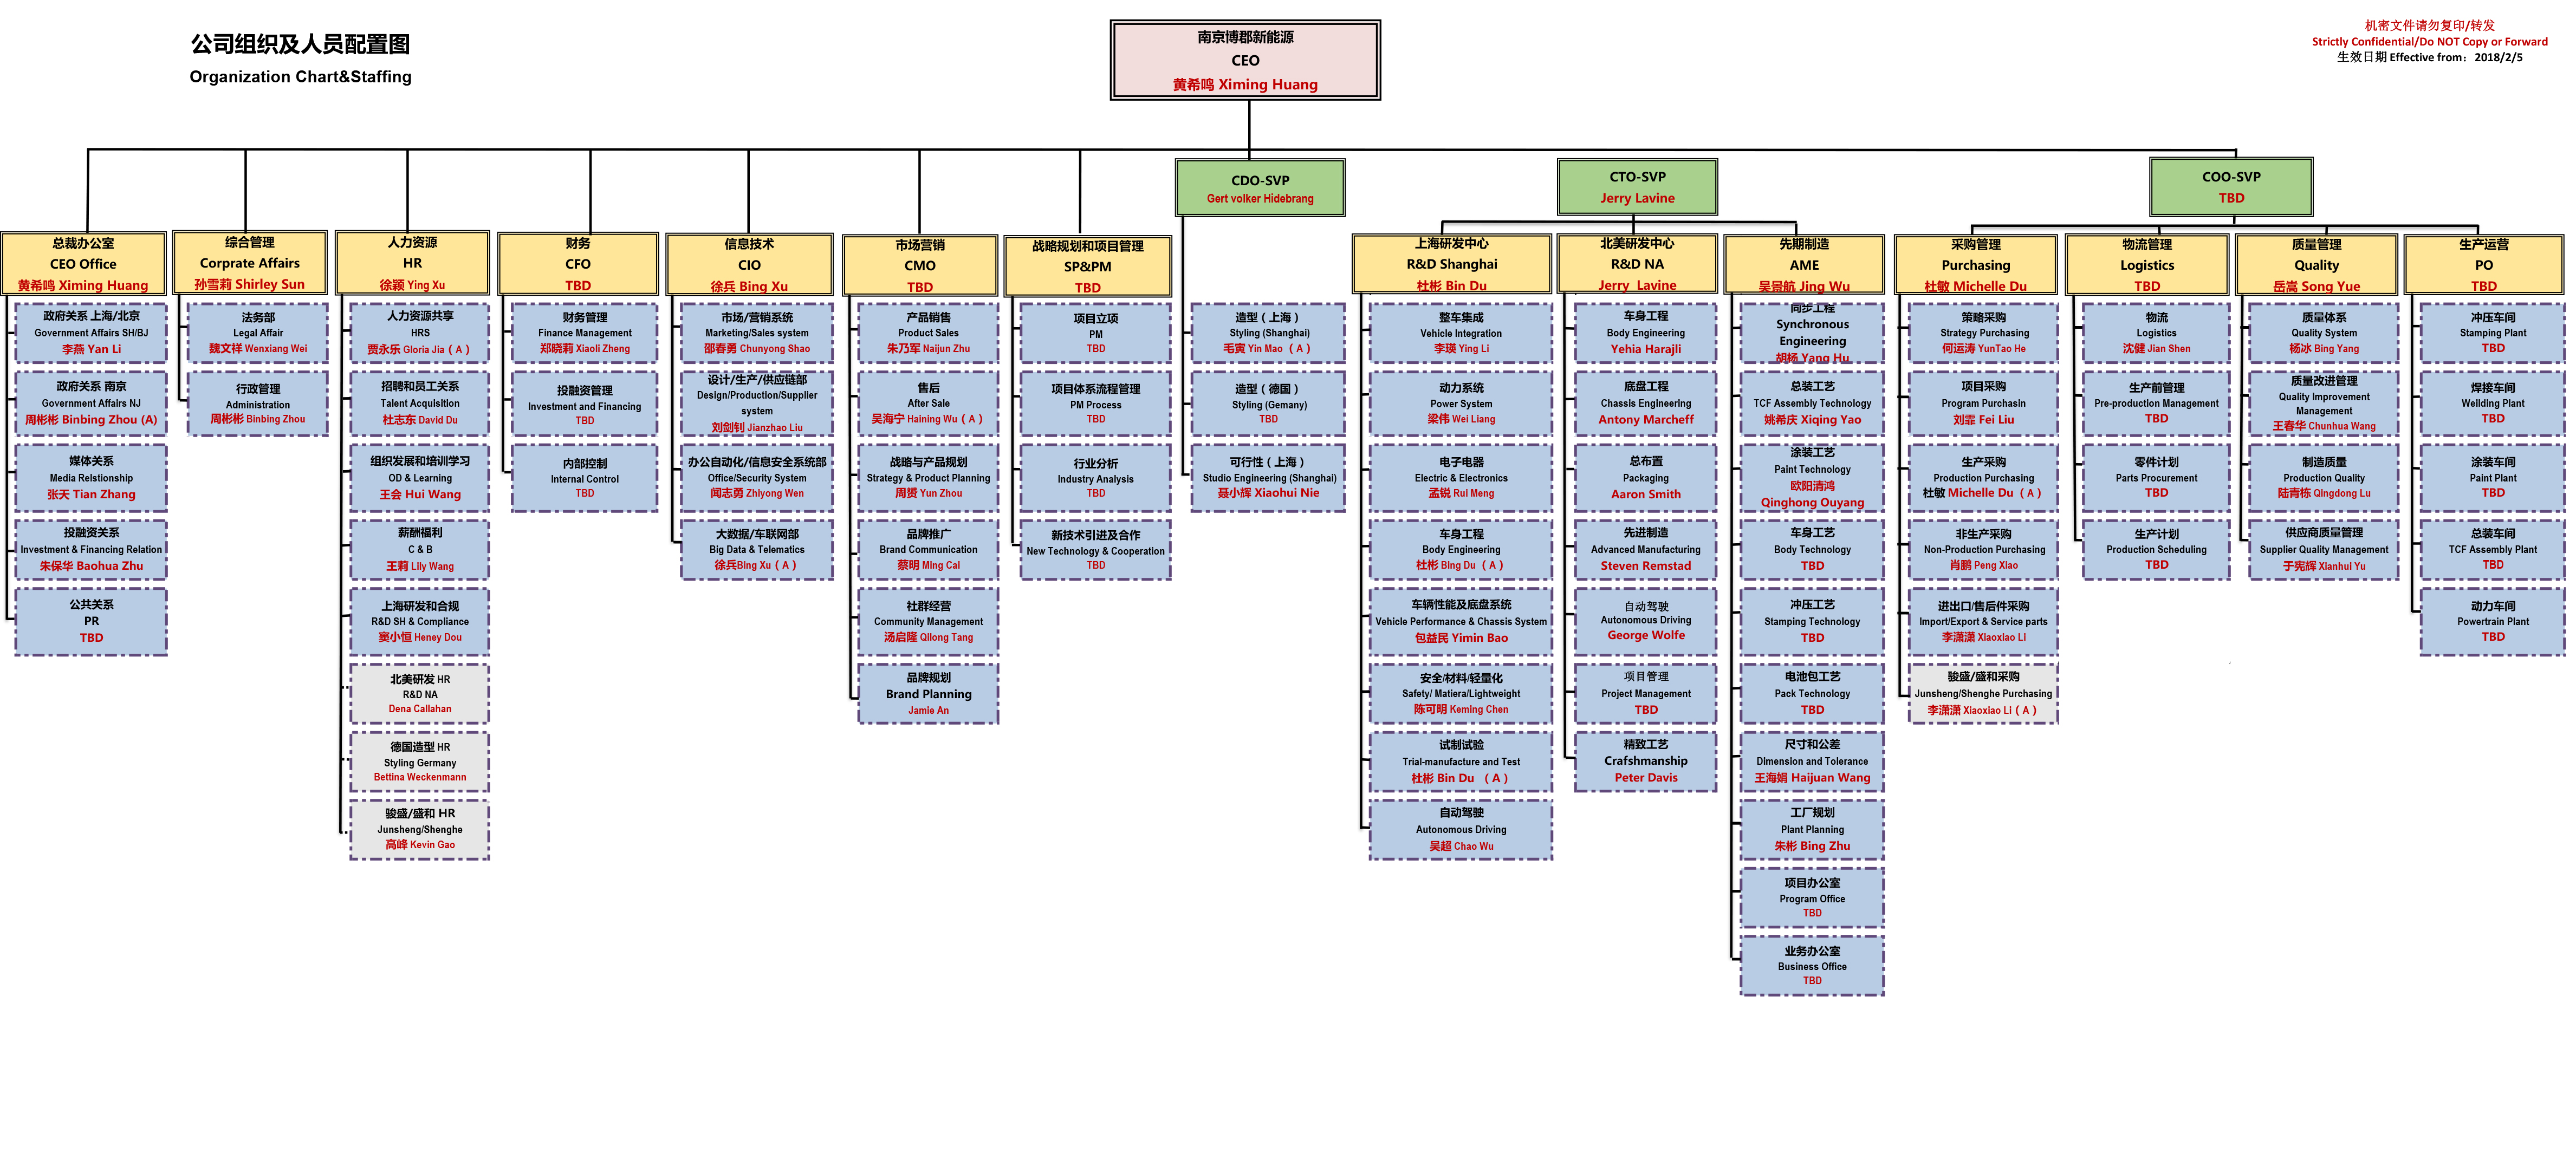 公司组织及人员配置图
Organization Chart&Staffing
机密文件请勿复印/转发
Strictly Confidential/Do NOT Copy or Forward
生效日期 Effective from：2018/2/5
南京博郡新能源
CEO
黄希鸣 Ximing Huang
CDO-SVP
Gert volker Hidebrang
CTO-SVP
Jerry Lavine
COO-SVP
TBD
总裁办公室
CEO Office
黄希鸣 Ximing Huang
政府关系 上海/北京
Government Affairs SH/BJ
李燕 Yan Li
政府关系 南京
Government Affairs NJ
周彬彬 Binbing Zhou (A)
媒体关系
Media Relstionship
张天 Tian Zhang
投融资关系
Investment & Financing Relation
朱保华 Baohua Zhu
公共关系
PR
TBD
综合管理
Corprate Affairs
孙雪莉 Shirley Sun
法务部
Legal Affair
魏文祥 Wenxiang Wei
行政管理
Administration
周彬彬 Binbing Zhou
人力资源
HR
徐颖 Ying Xu
人力资源共享
HRS
贾永乐 Gloria Jia（A）
招聘和员工关系
Talent Acquisition
杜志东 David Du
组织发展和培训学习
OD & Learning
王会 Hui Wang
薪酬福利
C & B
王莉 Lily Wang
上海研发和合规
R&D SH & Compliance
窦小恒 Heney Dou
北美研发 HR
R&D NA
Dena Callahan
德国造型 HR
Styling Germany
Bettina Weckenmann
骏盛/盛和 HR
Junsheng/Shenghe
高峰 Kevin Gao
财务
CFO
TBD
财务管理
Finance Management
郑晓莉 Xiaoli Zheng
投融资管理
Investment and Financing
TBD
内部控制
Internal Control
TBD
信息技术
CIO
徐兵 Bing Xu
市场/营销系统
Marketing/Sales system
邵春勇 Chunyong Shao
设计/生产/供应链部
Design/Production/Supplier
system
刘剑钊 Jianzhao Liu
办公自动化/信息安全系统部
Office/Security System
闻志勇 Zhiyong Wen
大数据/车联网部
Big Data & Telematics
徐兵Bing Xu（A）
市场营销
CMO
TBD
产品销售
Product Sales
朱乃军 Naijun Zhu
售后
After Sale
吴海宁 Haining Wu（A）
战略与产品规划
Strategy & Product Planning
周赟 Yun Zhou
品牌推广
Brand Communication
蔡明 Ming Cai
社群经营
Community Management
汤启隆 Qilong Tang
品牌规划
Brand Planning
Jamie An
战略规划和项目管理
SP&PM
TBD
项目立项
PM
TBD
项目体系流程管理
PM Process
TBD
行业分析
Industry Analysis
TBD
新技术引进及合作
New Technology & Cooperation
TBD
造型（上海）
Styling (Shanghai)
毛寅 Yin Mao（A）
造型（德国）
Styling (Gemany)
TBD
可行性（上海）
Studio Engineering (Shanghai)
聂小辉 Xiaohui Nie
上海研发中心
R&D Shanghai
杜彬 Bin Du
整车集成
Vehicle Integration
李瑛 Ying Li
动力系统
Power System
梁伟 Wei Liang
电子电器
Electric & Electronics
孟锐 Rui Meng
车身工程
Body Engineering
杜彬 Bing Du（A）
车辆性能及底盘系统
Vehicle Performance & Chassis System
包益民 Yimin Bao
安全/材料/轻量化
Safety/ Matiera/Lightweight
陈可明 Keming Chen
试制试验
Trial-manufacture and Test
杜彬 Bin Du （A）
自动驾驶
Autonomous Driving
吴超 Chao Wu
北美研发中心
R&D NA
Jerry Lavine
车身工程
Body Engineering
Yehia Harajli
底盘工程
Chassis Engineering
Antony Marcheff
总布置
Packaging
Aaron Smith
先进制造
Advanced Manufacturing
Steven Remstad
自动驾驶
Autonomous Driving
George Wolfe
项目管理
Project Management
TBD
精致工艺
Crafshmanship
Peter Davis
先期制造
AME
吴景航 Jing Wu
同步工程
Synchronous
Engineering
胡杨 Yang Hu
总装工艺
TCF Assembly Technology
姚希庆 Xiqing Yao
涂装工艺
Paint Technology
欧阳清鸿
Qinghong Ouyang
车身工艺
Body Technology
TBD
冲压工艺
Stamping Technology
TBD
电池包工艺
Pack Technology
TBD
尺寸和公差
Dimension and Tolerance
王海娟 Haijuan Wang
工厂规划
Plant Planning
朱彬 Bing Zhu
项目办公室
Program Office
TBD
业务办公室
Business Office
TBD
采购管理
Purchasing
杜敏 Michelle Du
策略采购
Strategy Purchasing
何运涛 YunTao He
项目采购
Program Purchasin
刘霏 Fei Liu
生产采购
Production Purchasing
杜敏 Michelle Du（A）
非生产采购
Non-Production Purchasing
肖鹏 Peng Xiao
进出口/售后件采购
Import/Export & Service parts
李潇潇 Xiaoxiao Li
骏盛/盛和采购
Junsheng/Shenghe Purchasing
李潇潇 Xiaoxiao Li（A）
物流管理
Logistics
TBD
物流
Logistics
沈健 Jian Shen
生产前管理
Pre-production Management
TBD
零件计划
Parts Procurement
TBD
生产计划
Production Scheduling
TBD
质量管理
Quality
岳嵩 Song Yue
质量体系
Quality System
杨冰 Bing Yang
质量改进管理
Quality Improvement
Management
王春华 Chunhua Wang
制造质量
Production Quality
陆青栋 Qingdong Lu
供应商质量管理
Supplier Quality Management
于宪辉 Xianhui Yu
生产运营
PO
TBD
冲压车间
Stamping Plant
TBD
焊接车间
Weilding Plant
TBD
涂装车间
Paint Plant
TBD
总装车间
TCF Assembly Plant
TBD
动力车间
Powertrain Plant
TBD